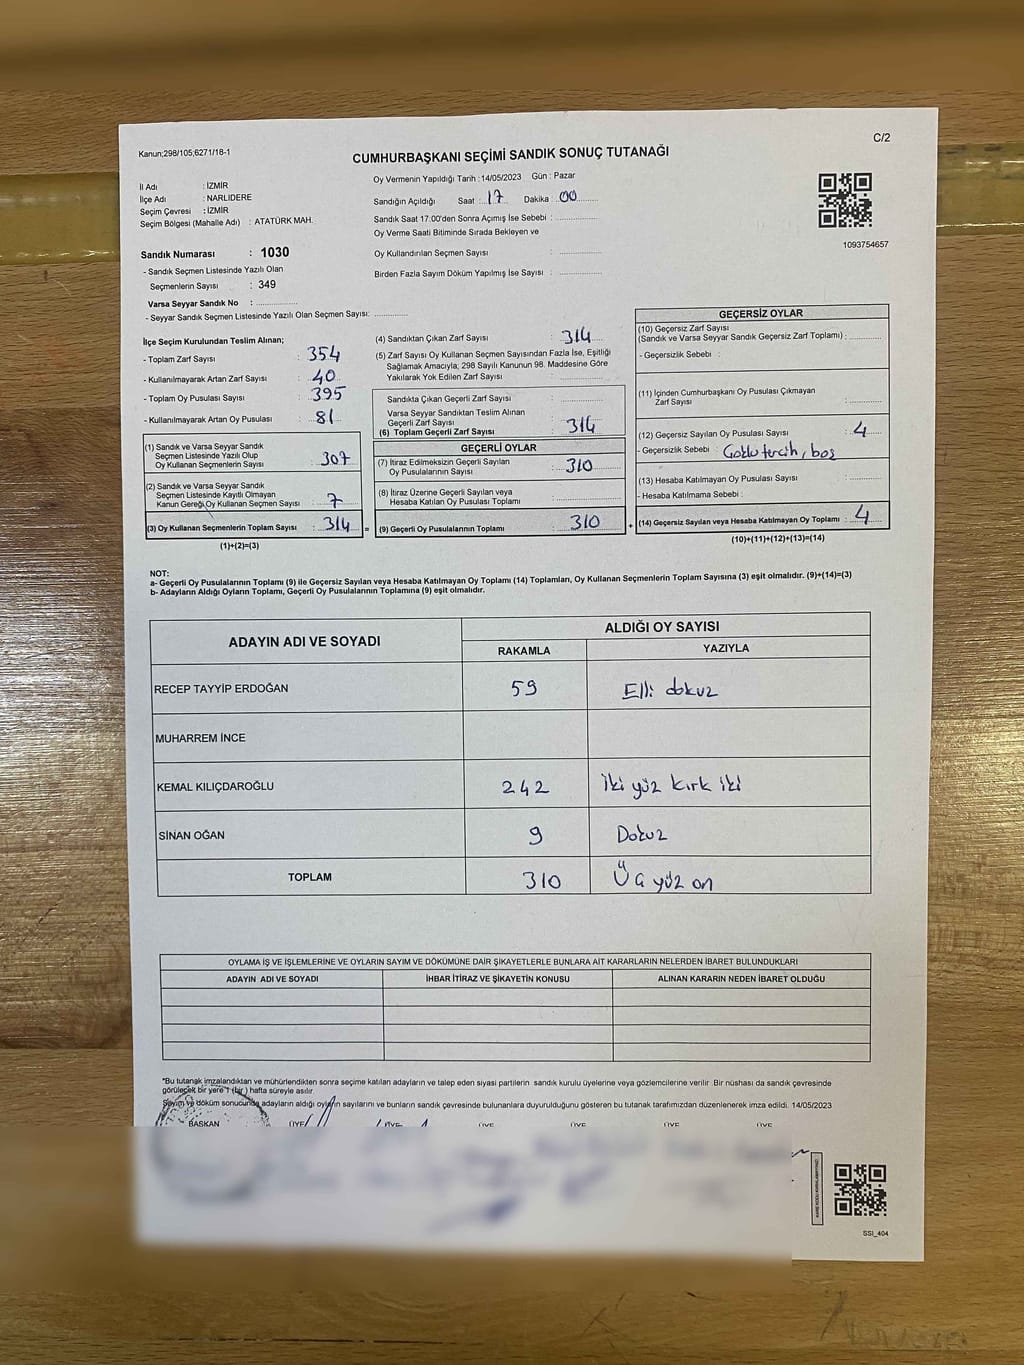 Kanun;298/105;6271/18-1
C/2
CUMHURBAŞKANI SEÇİMİ SANDIK SONUÇ TUTANAĞI
İl Adı : İZMİR
İlçe Adı : NARLIDERE
Seçim Çevresi : İZMİR
Seçim Bölgesi (Mahalle Adı) : ATATÜRK MAH.
Oy Vermenin Yapıldığı Tarih :14/05/2023 Gün : Pazar
Sandığın Açıldığı Saat : 17 Dakika : 00
Sandık Saat 17:00'den Sonra Açımış İse Sebebi :
Oy Verme Saati Bitiminde Sırada Bekleyen ve
Oy Kullandırılan Seçmen Sayısı :
Birden Fazla Sayım Döküm Yapılmış İse Sayısı :
1093754657
Sandık Numarası : 1030
- Sandık Seçmen Listesinde Yazılı Olan
Seçmenlerin Sayısı : 349
Varsa Seyyar Sandık No :
- Seyyar Sandık Seçmen Listesinde Yazılı Olan Seçmen Sayısı:
İlçe Seçim Kurulundan Teslim Alınan;
- Toplam Zarf Sayısı : 354
- Kullanılmayarak Artan Zarf Sayısı : 40
- Toplam Oy Pusulası Sayısı : 395
- Kullanılmayarak Artan Oy Pusulası : 81
(1) Sandık ve Varsa Seyyar Sandık
Seçmen Listesinde Yazılı Olup
Oy Kullanan Seçmenlerin Sayısı : 307
(2) Sandık ve Varsa Seyyar Sandık
Seçmen Listesinde Kayıtlı Olmayan
Kanun Gereği Oy Kullanan Seçmen Sayısı : 7
(3) Oy Kullanan Seçmenlerin Toplam Sayısı : 314 =
(1)+(2)=(3)
(4) Sandıktan Çıkan Zarf Sayısı : 314
(5) Zarf Sayısı Oy Kullanan Seçmen Sayısından Fazla İse, Eşitliği
Sağlamak Amacıyla; 298 Sayılı Kanunun 98. Maddesine Göre
Yakılarak Yok Edilen Zarf Sayısı :
Sandıkta Çıkan Geçerli Zarf Sayısı :
Varsa Seyyar Sandıktan Teslim Alınan
Geçerli Zarf Sayısı :
(6) Toplam Geçerli Zarf Sayısı : 314
GEÇERLİ OYLAR
(7) İtiraz Edilmeksizin Geçerli Sayılan
Oy Pusulalarının Sayısı : 310
(8) İtiraz Üzerine Geçerli Sayılan veya
Hesaba Katılan Oy Pusulası Toplamı :
(9) Geçerli Oy Pusulalarının Toplamı : 310 +
GEÇERSİZ OYLAR
(10) Geçersiz Zarf Sayısı
(Sandık ve Varsa Seyyar Sandık Geçersiz Zarf Toplamı) :
- Geçersizlik Sebebi :
(11) İçinden Cumhurbaşkanı Oy Pusulası Çıkmayan
Zarf Sayısı :
(12) Geçersiz Sayılan Oy Pusulası Sayısı : 4
- Geçersizlik Sebebi : Çoklu tercih, boş
(13) Hesaba Katılmayan Oy Pusulası Sayısı :
- Hesaba Katılmama Sebebi :
(14) Geçersiz Sayılan veya Hesaba Katılmayan Oy Toplamı : 4
(10)+(11)+(12)+(13)=(14)
NOT:
a- Geçerli Oy Pusulalarının Toplamı (9) ile Geçersiz Sayılan veya Hesaba Katılmayan Oy Toplamı (14) Toplamları, Oy Kullanan Seçmenlerin Toplam Sayısına (3) eşit olmalıdır. (9)+(14)=(3)
b- Adayların Aldığı Oyların Toplamı, Geçerli Oy Pusulalarının Toplamına (9) eşit olmalıdır.
ADAYIN ADI VE SOYADI
ALDIĞI OY SAYISI
RAKAMLA YAZIYLA
RECEP TAYYİP ERDOĞAN 59 Elli dokuz
MUHARREM İNCE
KEMAL KILIÇDAROĞLU 242 İki yüz kırk iki
SİNAN OĞAN 9 Dokuz
TOPLAM 310 Üç yüz on
OYLAMA İŞ VE İŞLEMLERİNE VE OYLARIN SAYIM VE DÖKÜMÜNE DAİR ŞİKAYETLERLE BUNLARA AİT KARARLARIN NELERDEN İBARET BULUNDUKLARI
ADAYIN ADI VE SOYADI İHBAR İTİRAZ VE ŞİKAYETİN KONUSU ALINAN KARARIN NEDEN İBARET OLDUĞU
*Bu tutanak imzalandıktan ve mühürlendikten sonra seçime katılan adayların ve talep eden siyasi partilerin sandık kurulu üyelerine veya gözlemcilerine verilir. Bir nüshası da sandık çevresinde
görülecek bir yere 1 (bir ) hafta süreyle asılır.
Sayım ve döküm sonucunda adayların aldığı oyların sayılarını ve bunların sandık çevresinde bulunanlara duyurulduğunu gösteren bu tutanak tarafımızdan düzenlenerek imza edildi. 14/05/2023
BAŞKAN ÜYE ÜYE ÜYE ÜYE ÜYE ÜYE
SSI_404